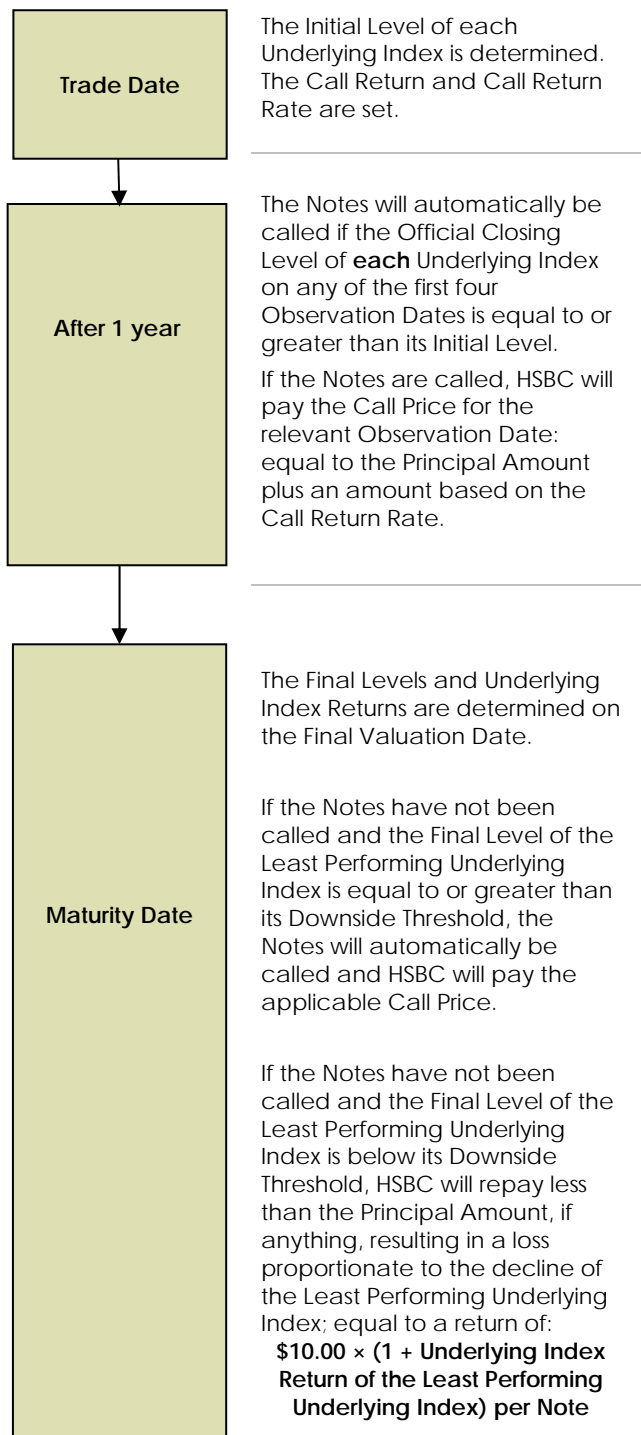 Trade Date
The Initial Level of each
Underlying Index is determined.
The Call Return and Call Return
Rate are set.
After 1 year
The Notes will automatically be
called if the Official Closing
Level of each Underlying Index
on any of the first four
Observation Dates is equal to or
greater than its Initial Level.
If the Notes are called, HSBC will
pay the Call Price for the
relevant Observation Date:
equal to the Principal Amount
plus an amount based on the
Call Return Rate.
Maturity Date
The Final Levels and Underlying
Index Returns are determined on
the Final Valuation Date.
If the Notes have not been
called and the Final Level of the
Least Performing Underlying
Index is equal to or greater than
its Downside Threshold, the
Notes will automatically be
called and HSBC will pay the
applicable Call Price.
If the Notes have not been
called and the Final Level of the
Least Performing Underlying
Index is below its Downside
Threshold, HSBC will repay less
than the Principal Amount, if
anything, resulting in a loss
proportionate to the decline of
the Least Performing Underlying
Index; equal to a return of:
$10.00 × (1 + Underlying Index
Return of the Least Performing
Underlying Index) per Note